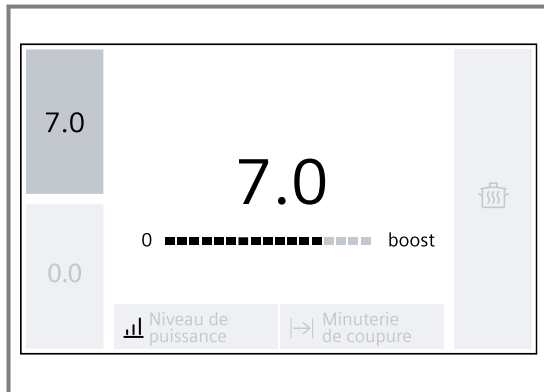 7.0
7.0
0 boost
0.0
Niveau de
puissance
Minuterie
de coupure